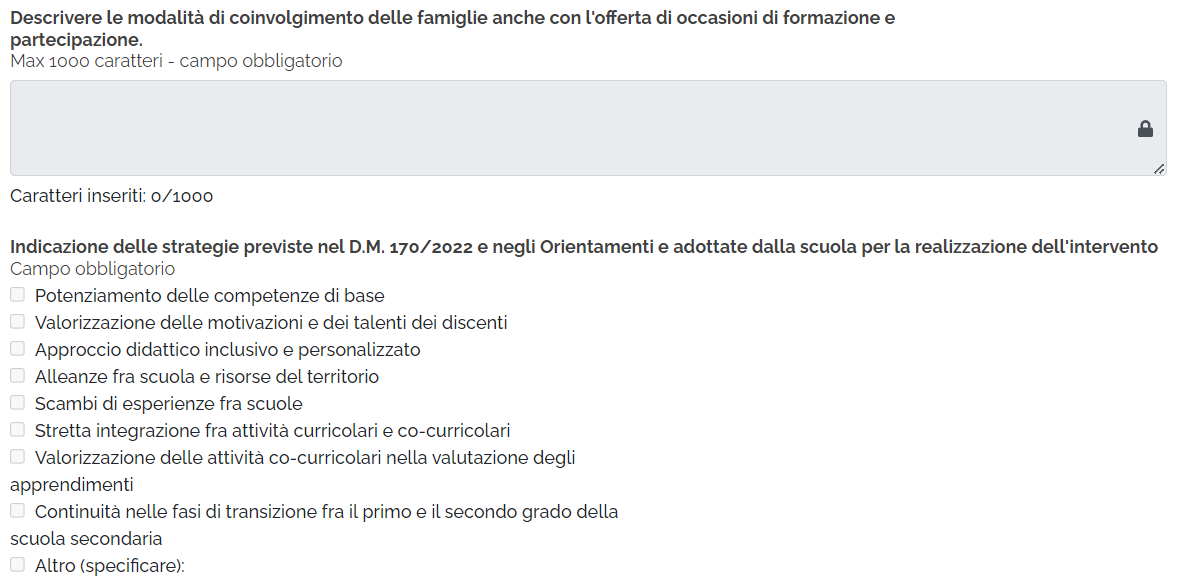 Descrivere le modalità di coinvolgimento delle famiglie anche con l'offerta di occasioni di formazione e
partecipazione.
Max 1000 caratteri - campo obbligatorio
Caratteri inseriti: 0/1000
Indicazione delle strategie previste nel D.M. 170/2022 e negli Orientamenti e adottate dalla scuola per la realizzazione dell'intervento
Campo obbligatorio
Potenziamento delle competenze di base
Valorizzazione delle motivazioni e dei talenti dei discenti
Approccio didattico inclusivo e personalizzato
Alleanze fra scuola e risorse del territorio
Scambi di esperienze fra scuole
Stretta integrazione fra attività curricolari e co-curricolari
Valorizzazione delle attività co-curricolari nella valutazione degli
apprendimenti
Continuità nelle fasi di transizione fra il primo e il secondo grado della
scuola secondaria
Altro (specificare):